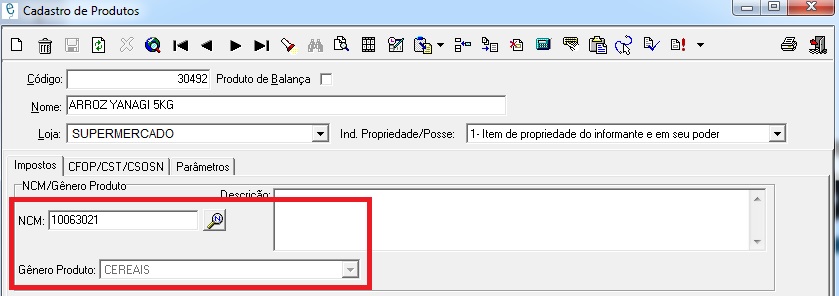 Cadastro de Produtos
Código: 30492 Produto de Balança
Nome: ARROZ YANAGI 5KG
Loja: SUPERMERCADO Ind. Propriedade/Posse: 1- Item de propriedade do informante e em seu poder
Impostos CFOP/CST/CSOSN Parâmetros
NCM/Gênero Produto
Descrição:
NCM: 10063021
Gênero Produto: CEREAIS